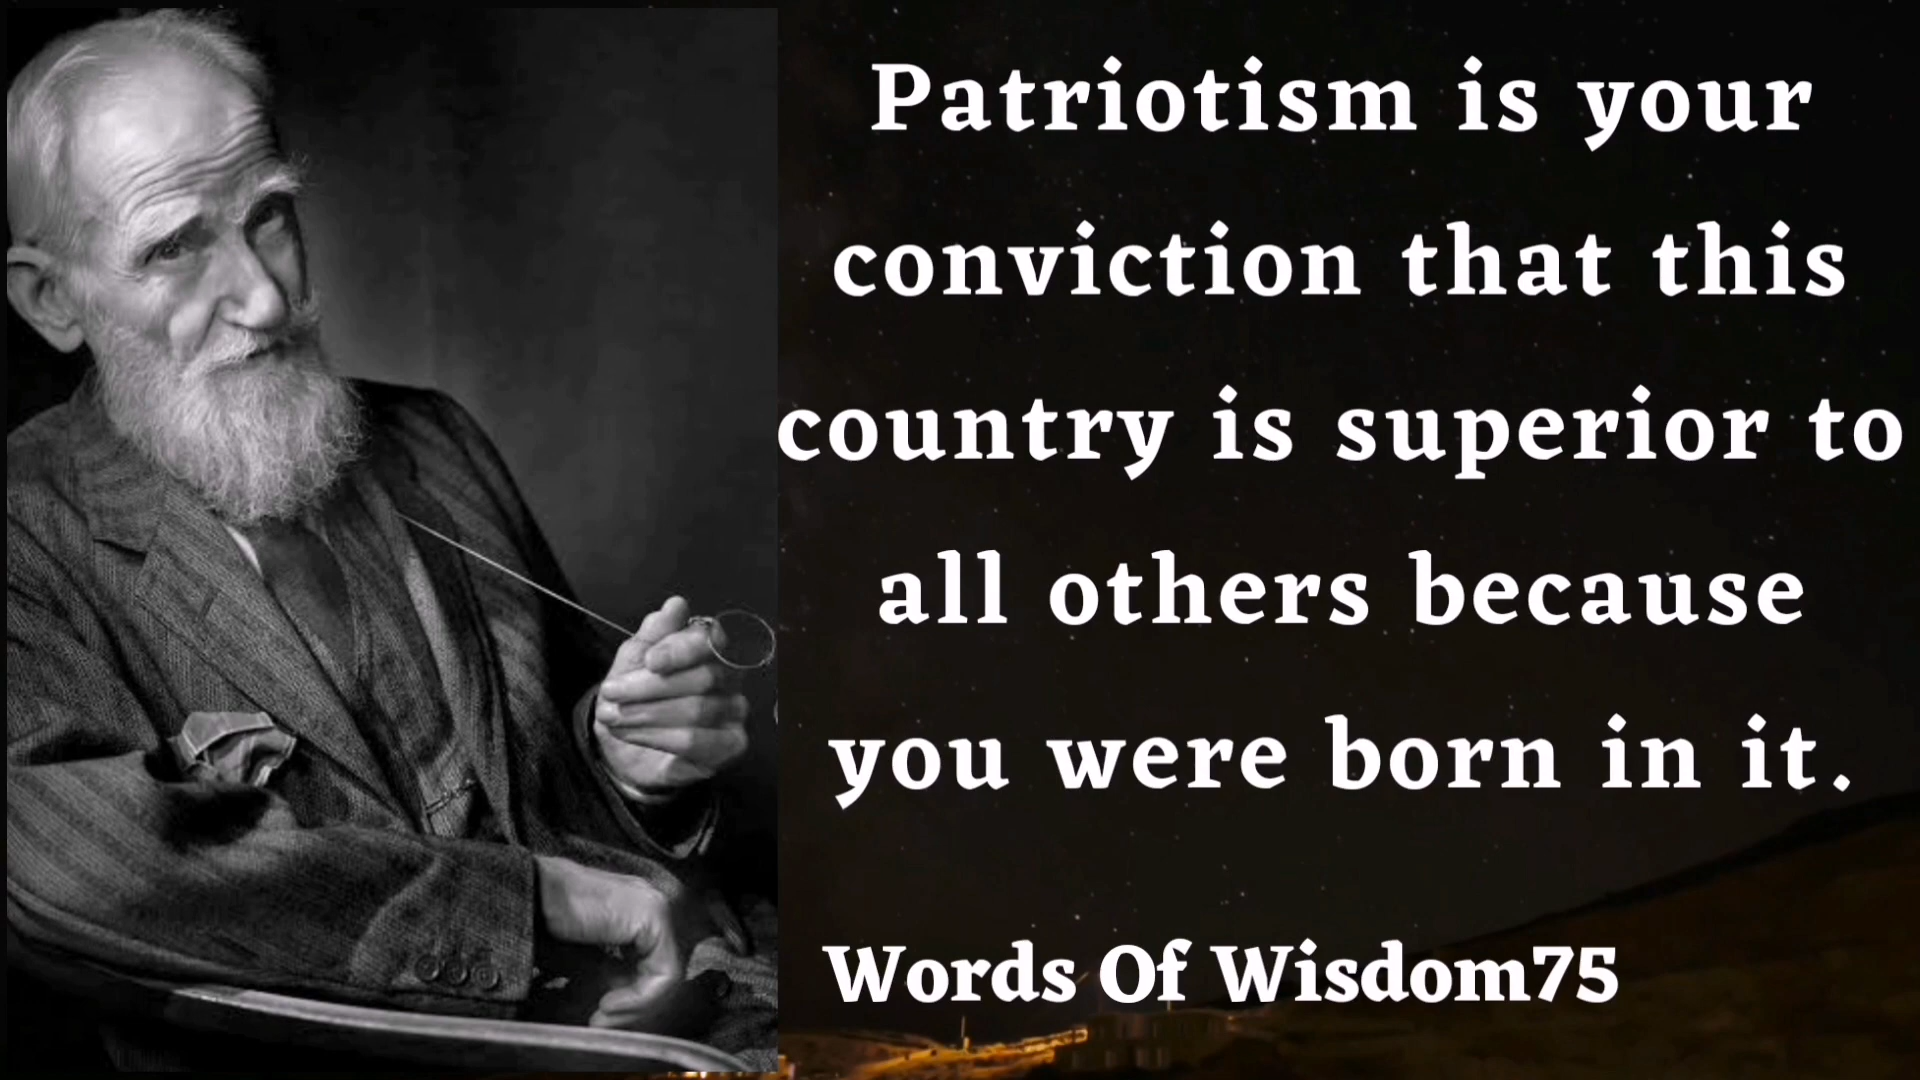 Patriotism is your
conviction that this
country is superior to
all others because
you were born in it.
Words Of Wisdom75